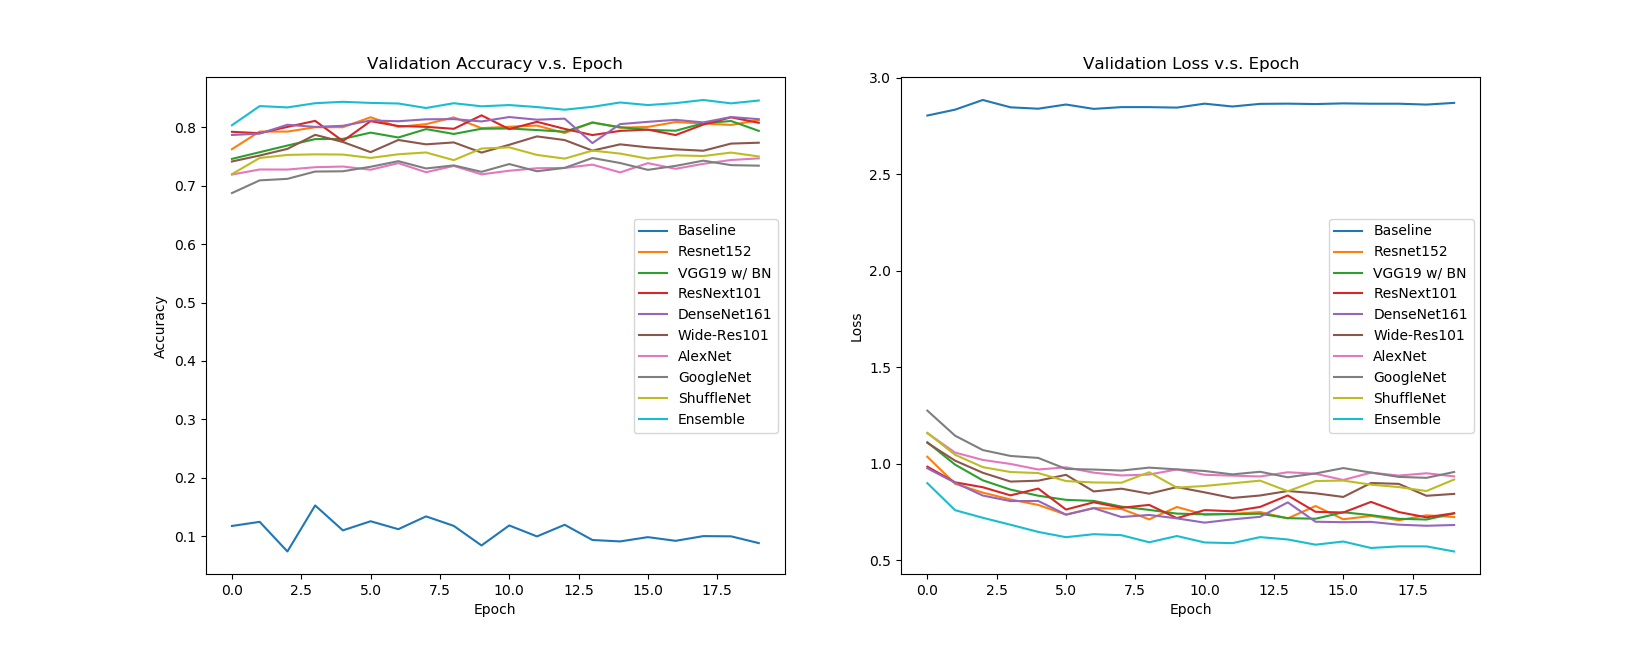 Validation Accuracy v.s. Epoch
0.8
0.7
0.6
0.5
0.4
0.3
0.2
0.1
Accuracy
0.0 2.5 5.0 7.5 10.0 12.5 15.0 17.5
Epoch
Baseline
Resnet152
VGG19 w/ BN
ResNext101
DenseNet161
Wide-Res101
AlexNet
GoogleNet
ShuffleNet
Ensemble
Validation Loss v.s. Epoch
3.0
2.5
2.0
1.5
1.0
0.5
Loss
0.0 2.5 5.0 7.5 10.0 12.5 15.0 17.5
Epoch
Baseline
Resnet152
VGG19 w/ BN
ResNext101
DenseNet161
Wide-Res101
AlexNet
GoogleNet
ShuffleNet
Ensemble